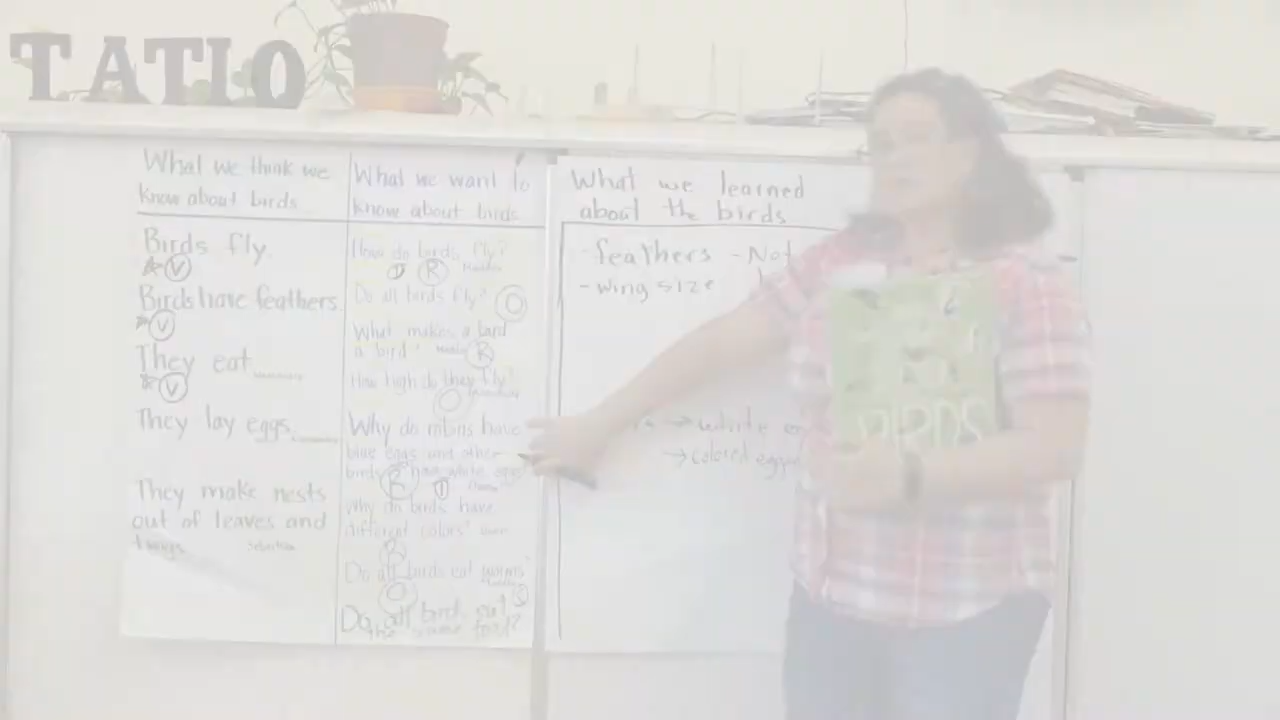 TATIO
What we think we
know about birds
Birds fly.
V
Birds have feathers
V
They eat
V
They lay eggs
They make nests
out of leaves and
twigs
Sebastian
What we want to
know about birds
How do birds fly?
R
Do all birds fly? O
What makes a bird
a bird? R
How high do they fly?
O
Why do robins have
blue eggs and other
birds have white eggs
R
Why do birds have
different colors?
R
Do all birds eat worms
O S
Do all birds eat
the same food?
What we learned
about the birds
- feathers - Not
- wing size
→ white
→ colored eggs
BIRDS